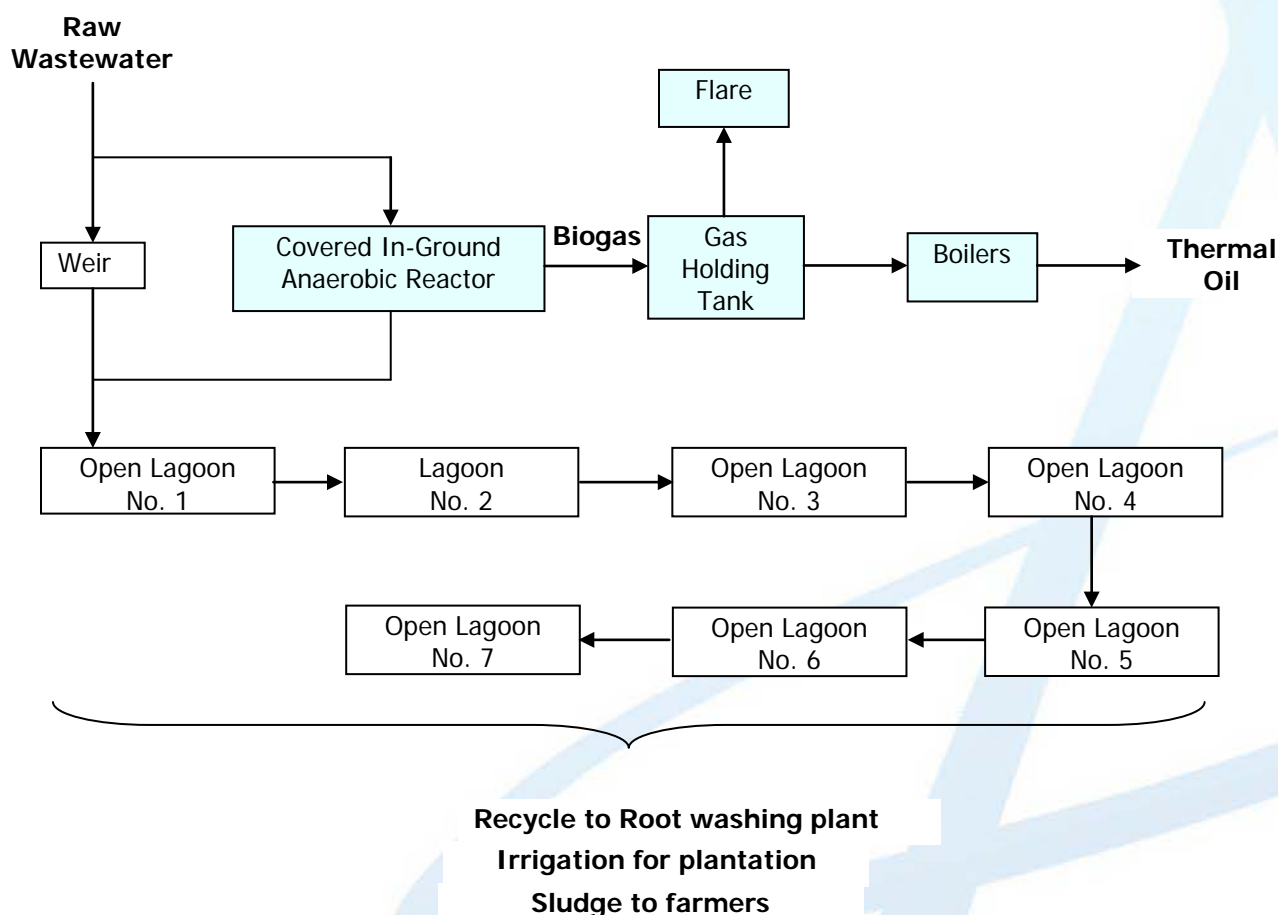 Raw
Wastewater
Flare
Weir
Covered In-Ground
Anaerobic Reactor
Biogas
Gas
Holding
Tank
Boilers
Thermal
Oil
Open Lagoon
No. 1
Lagoon
No. 2
Open Lagoon
No. 3
Open Lagoon
No. 4
Open Lagoon
No. 7
Open Lagoon
No. 6
Open Lagoon
No. 5
Recycle to Root washing plant
Irrigation for plantation
Sludge to farmers